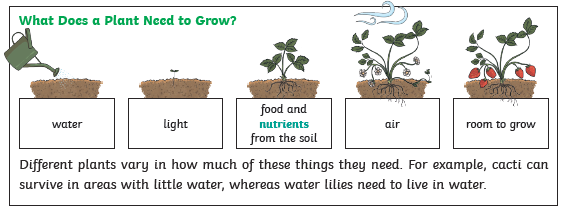 What Does a Plant Need to Grow?
water
light
food and
nutrients
from the soil
air
room to grow
Different plants vary in how much of these things they need. For example, cacti can
survive in areas with little water, whereas water lilies need to live in water.